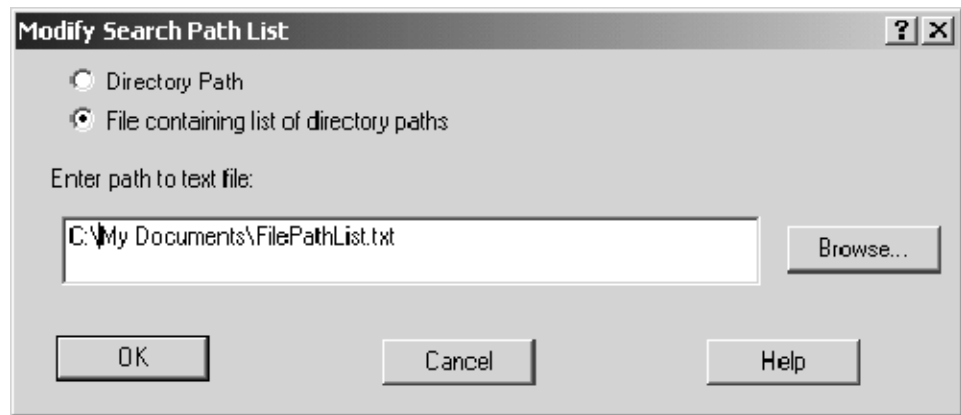 Modify Search Path List
Directory Path
File containing list of directory paths
Enter path to text file:
C:\My Documents\FilePathList.txt
Browse...
OK Cancel Help